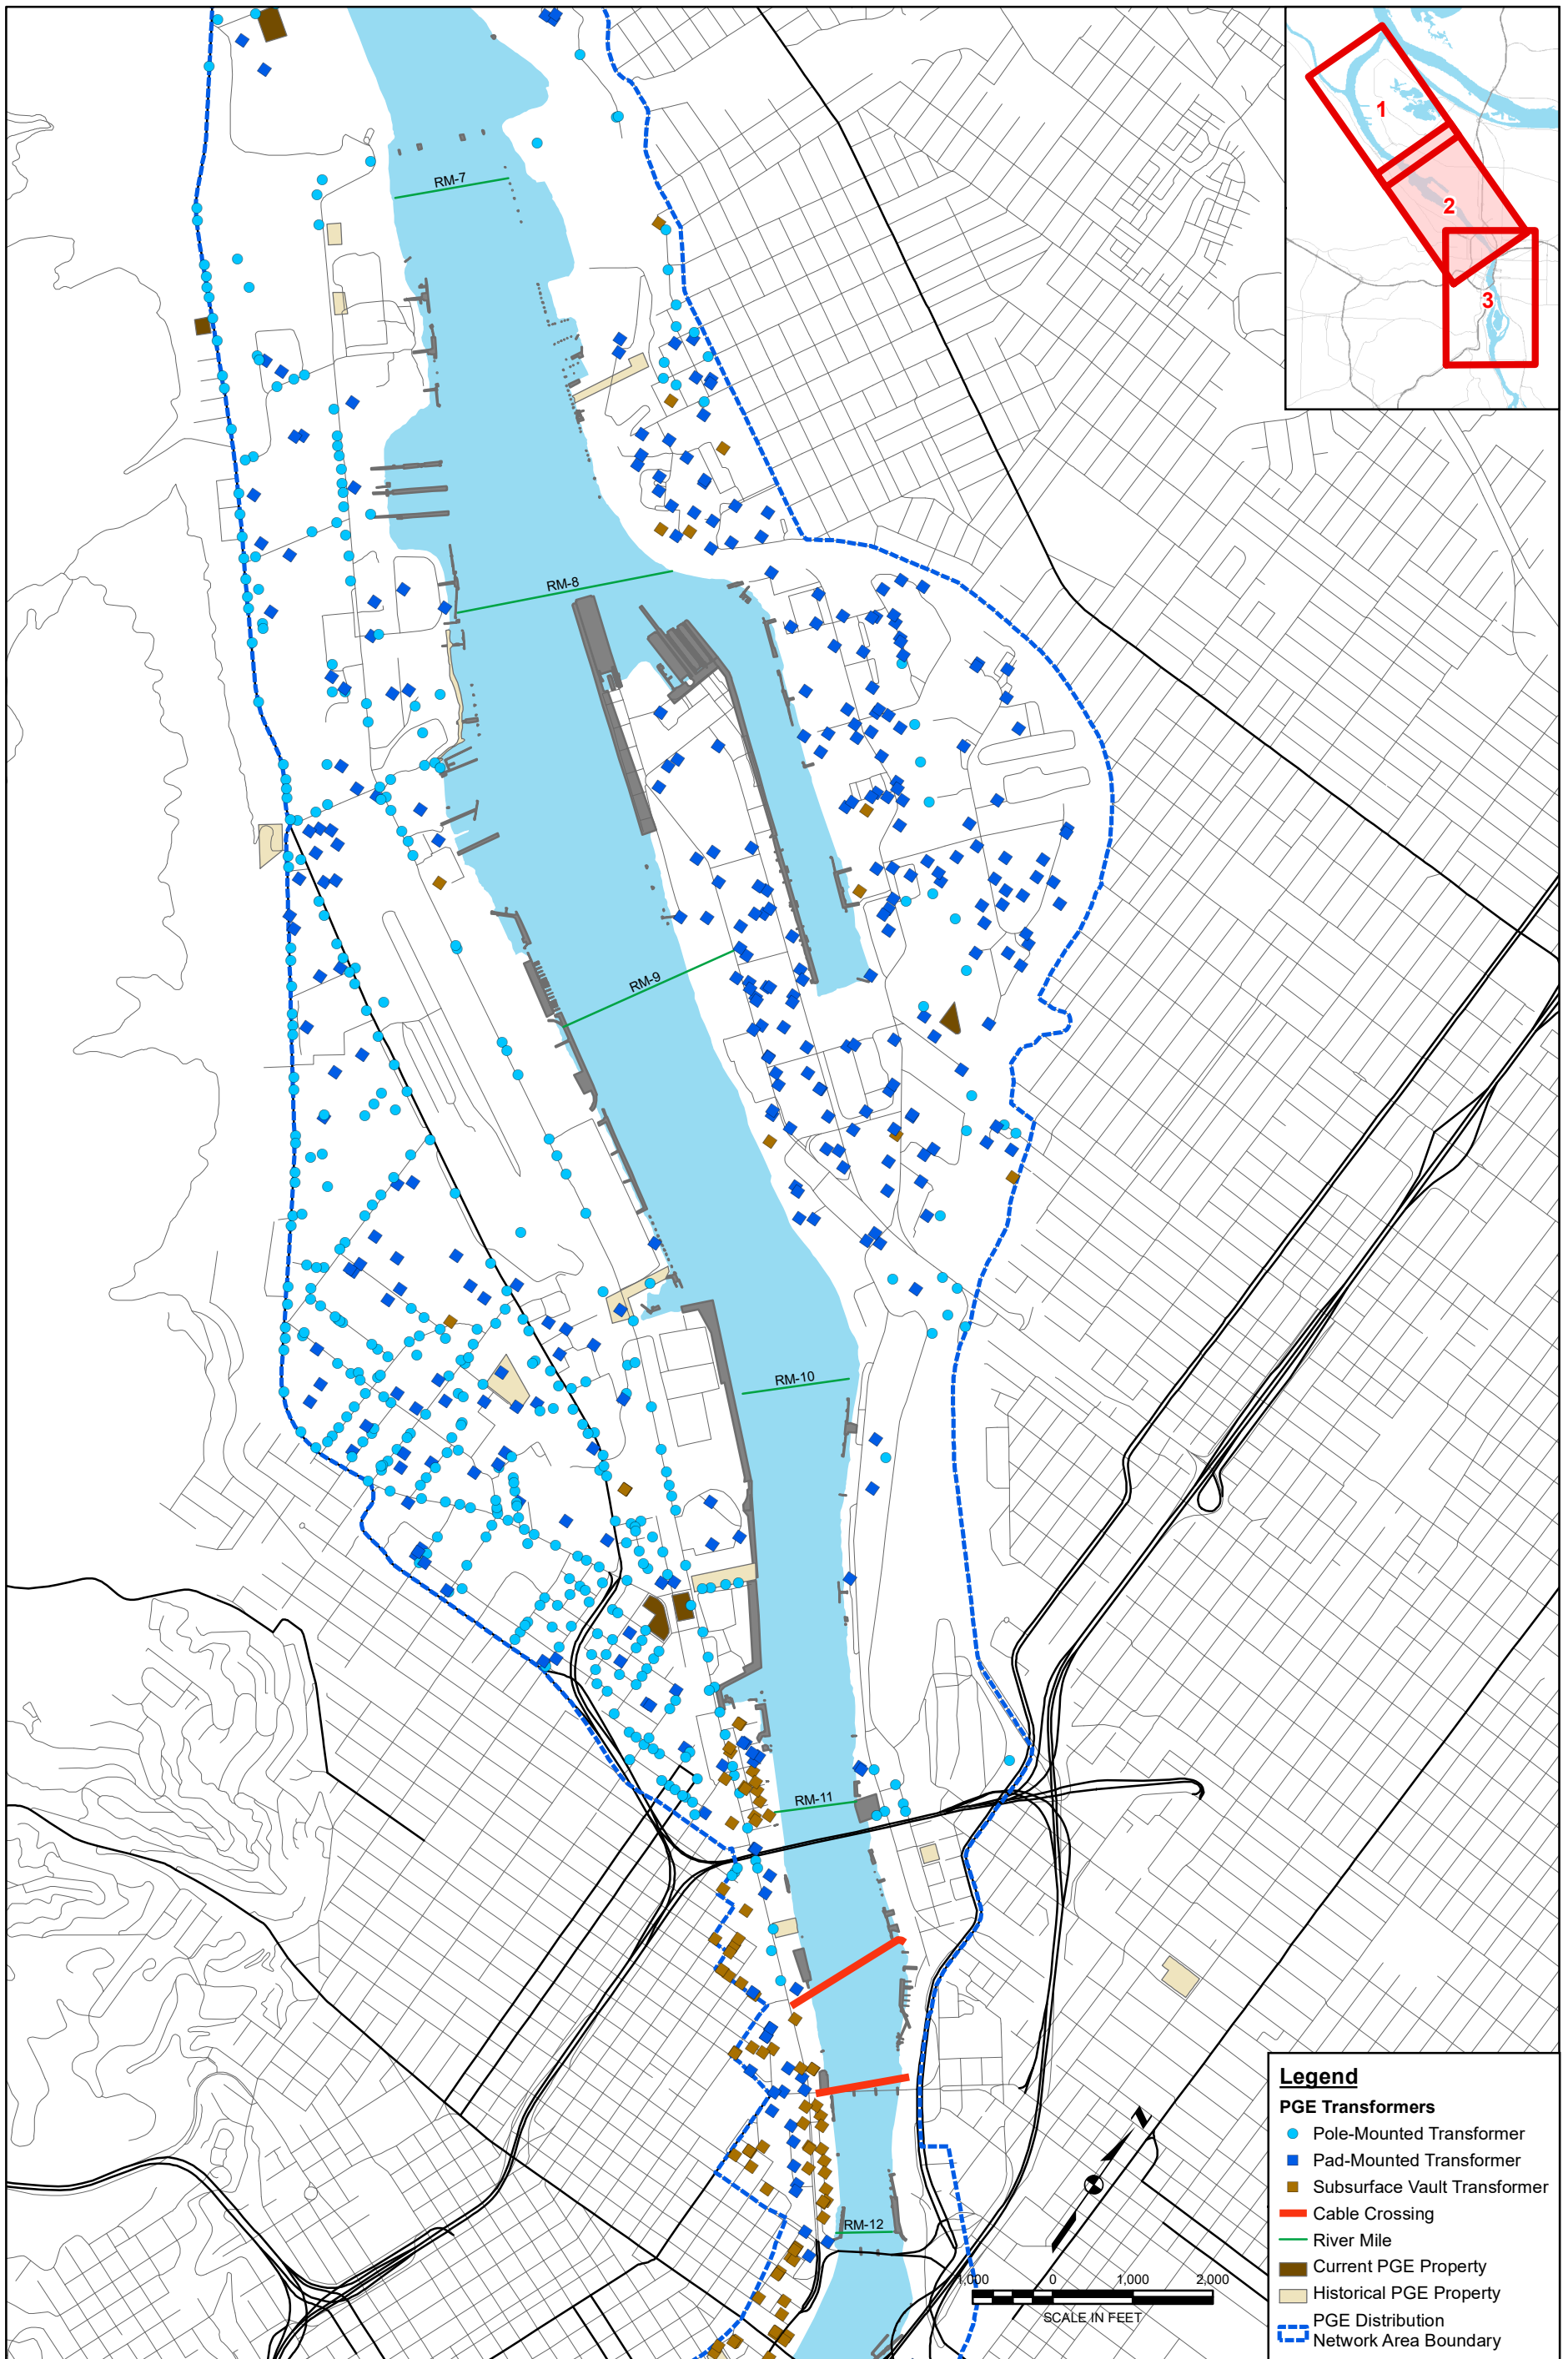 1
2
3
RM-7
RM-8
RM-9
RM-10
RM-11
RM-12
N
1,000
0
1,000
2,000
SCALE IN FEET
Legend
PGE Transformers
Pole-Mounted Transformer
Pad-Mounted Transformer
Subsurface Vault Transformer
Cable Crossing
River Mile
Current PGE Property
Historical PGE Property
PGE Distribution
Network Area Boundary